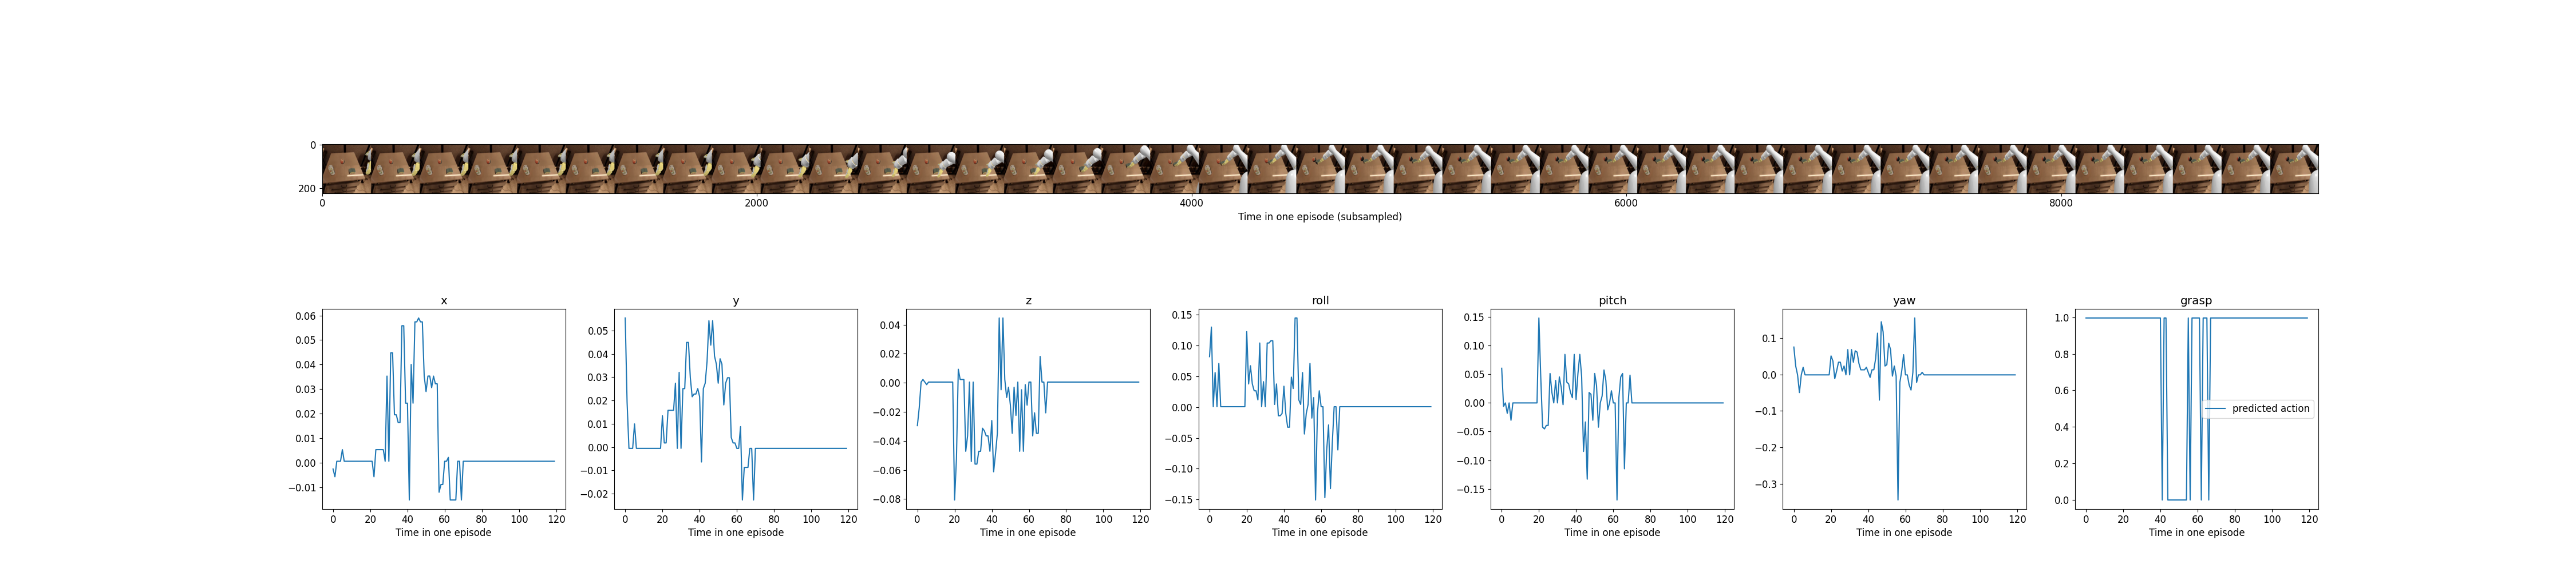 0
200
0 2000 4000 6000 8000
Time in one episode (subsampled)
x
0.06
0.05
0.04
0.03
0.02
0.01
0.00
−0.01
0 20 40 60 80 100 120
Time in one episode
y
0.05
0.04
0.03
0.02
0.01
0.00
−0.01
−0.02
0 20 40 60 80 100 120
Time in one episode
z
0.04
0.02
0.00
−0.02
−0.04
−0.06
−0.08
0 20 40 60 80 100 120
Time in one episode
roll
0.15
0.10
0.05
0.00
−0.05
−0.10
−0.15
0 20 40 60 80 100 120
Time in one episode
pitch
0.15
0.10
0.05
0.00
−0.05
−0.10
−0.15
0 20 40 60 80 100 120
Time in one episode
yaw
0.1
0.0
−0.1
−0.2
−0.3
0 20 40 60 80 100 120
Time in one episode
grasp
1.0
0.8
0.6
0.4
0.2
0.0
predicted action
0 20 40 60 80 100 120
Time in one episode